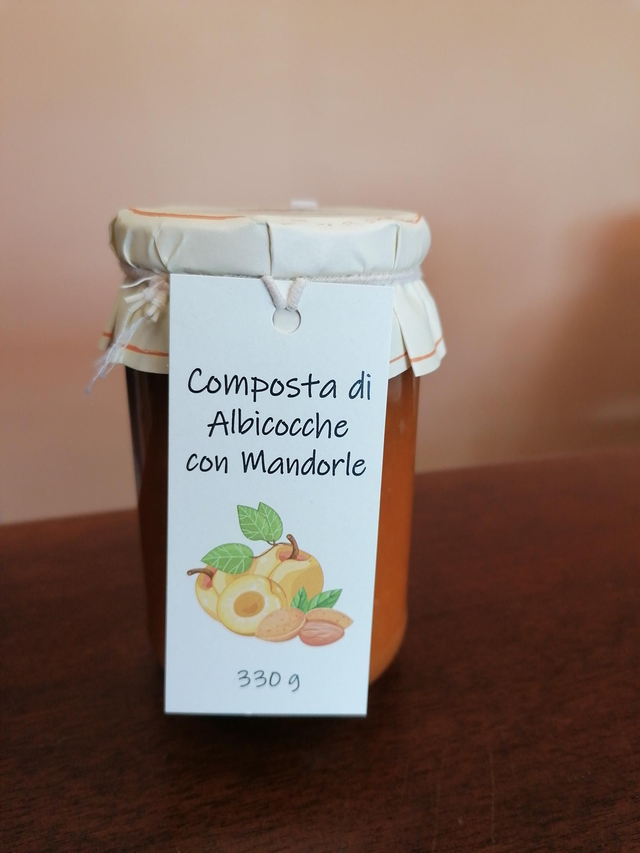 Composta di
Albicocche
con Mandorle
330 g